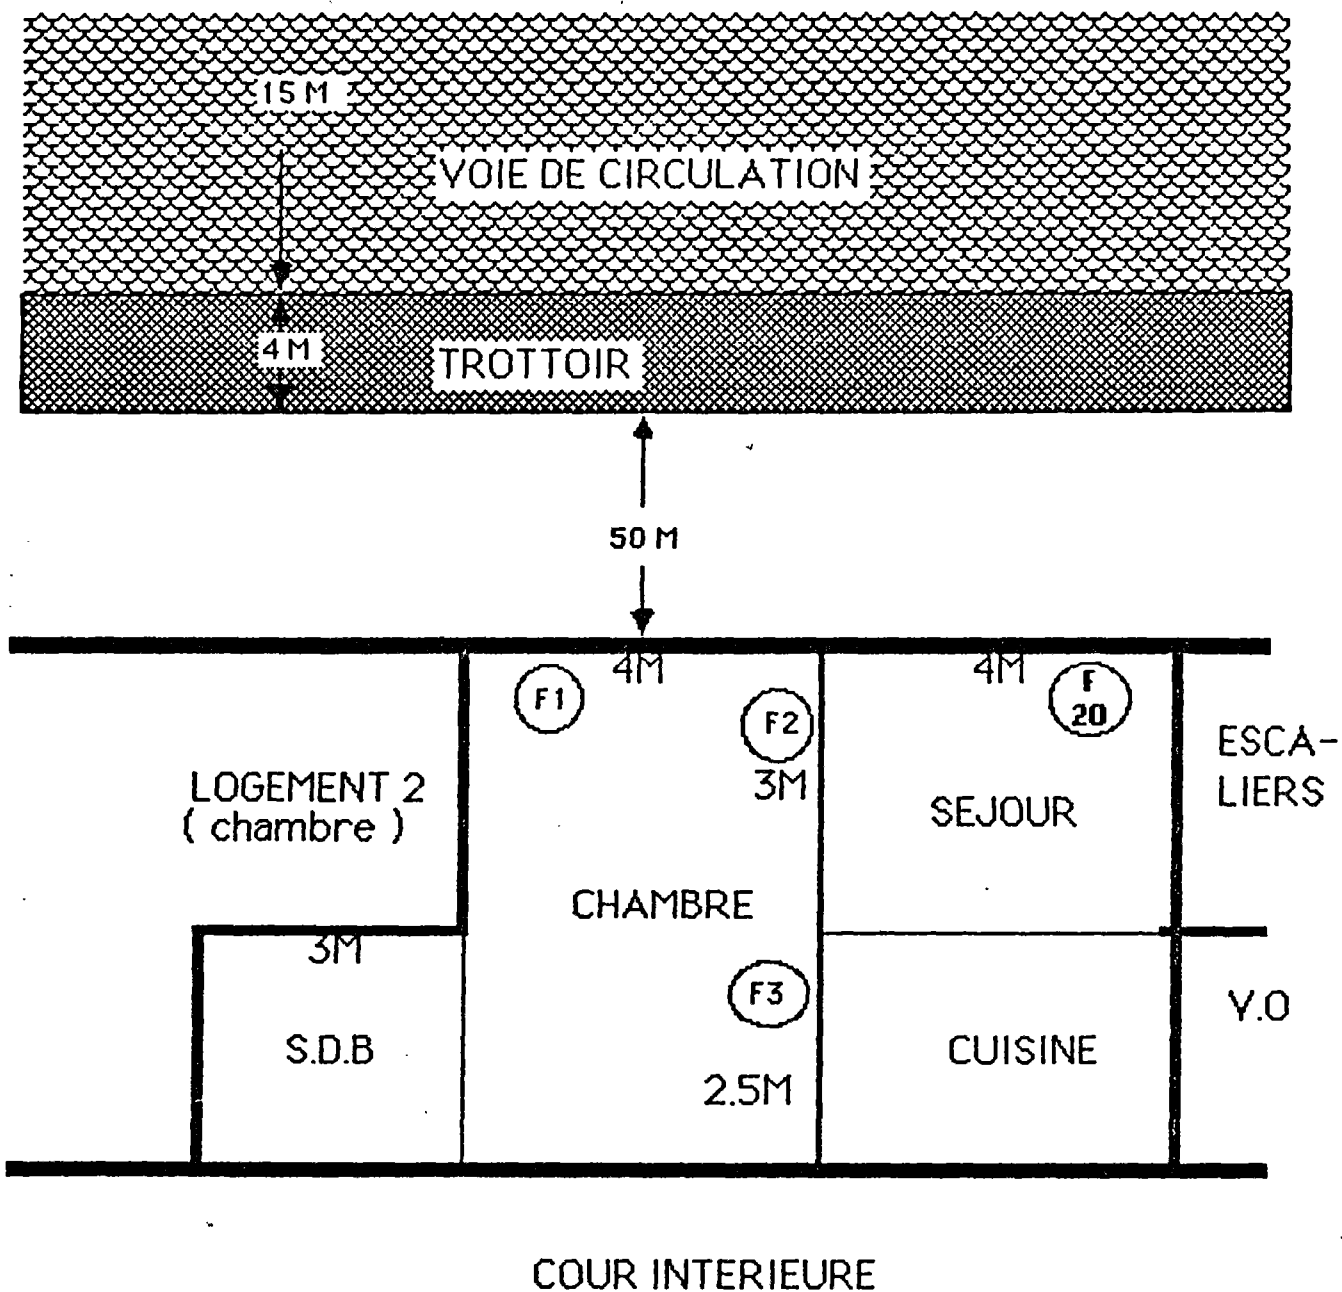 15 M
VOIE DE CIRCULATION
4 M
TROTTOIR
50 M
4M
4M
F1
F2
F
20
3M
ESCA-
LIERS
LOGEMENT 2
( chambre )
SEJOUR
CHAMBRE
3M
F3
S.D.B
CUISINE
V.O
2.5M
COUR INTERIEURE